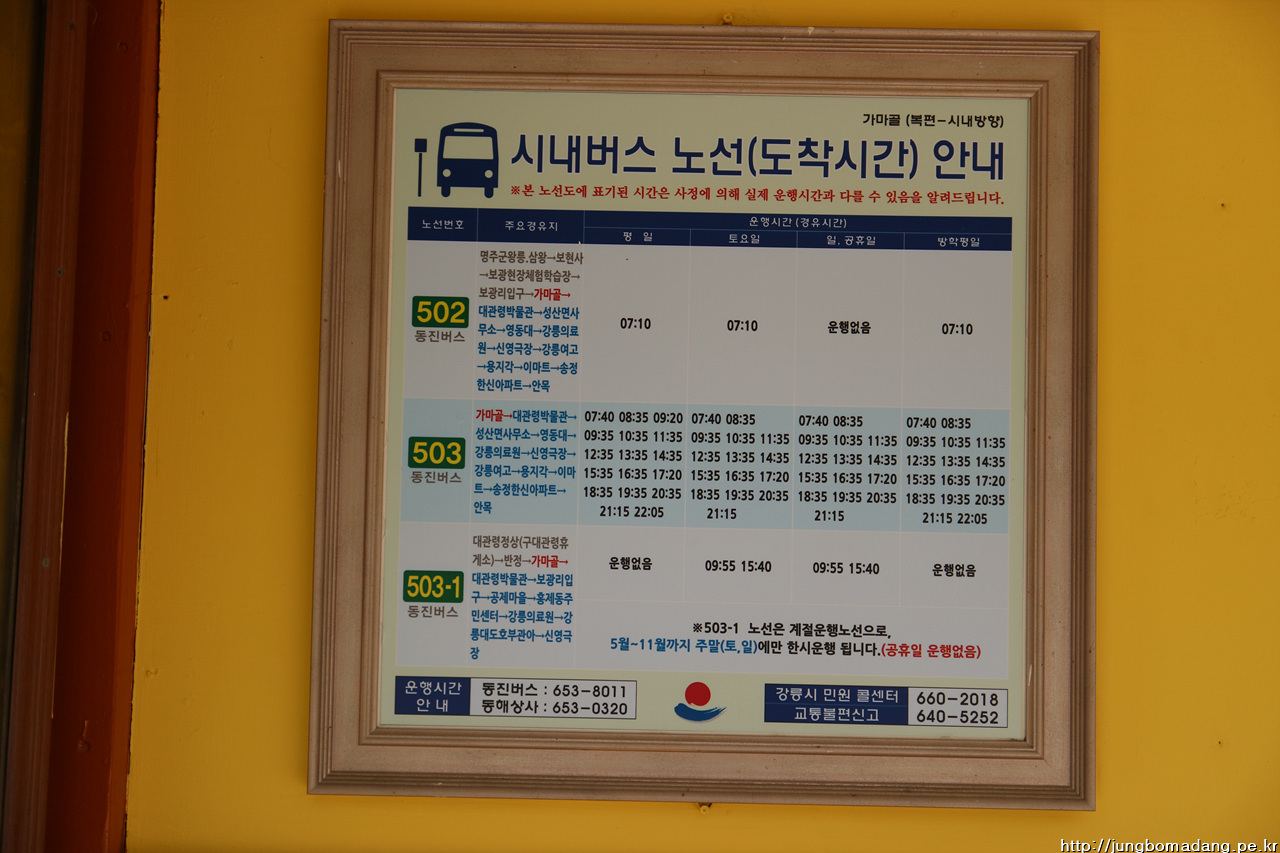 가마골 (복편-시내방향)
시내버스 노선(도착시간) 안내
※본 노선도에 표기된 시간은 사정에 의해 실제 운행시간과 다를 수 있음을 알려드립니다.
노선번호 주요경유지 운행시간 (경유시간)
평 일 토요일 일, 공휴일 방학평일
502
동진버스
명주군왕릉.삼왕→보현사
→보광현장체험학습장→
보광리입구→가마골→
대관령박물관→성산면사
무소→영동대→강릉의료
원→신영극장→강릉여고
→용지각→이마트→송정
한신아파트→안목
07:10 07:10 운행없음 07:10
503
동진버스
가마골→대관령박물관→
성산면사무소→영동대→
강릉의료원→신영극장→
강릉여고→용지각→이마
트→송정한신아파트→
안목
07:40 08:35 09:20 07:40 08:35 07:40 08:35 07:40 08:35
09:35 10:35 11:35 09:35 10:35 11:35 09:35 10:35 11:35 09:35 10:35 11:35
12:35 13:35 14:35 12:35 13:35 14:35 12:35 13:35 14:35 12:35 13:35 14:35
15:35 16:35 17:20 15:35 16:35 17:20 15:35 16:35 17:20 15:35 16:35 17:20
18:35 19:35 20:35 18:35 19:35 20:35 18:35 19:35 20:35 18:35 19:35 20:35
21:15 22:05 21:15 21:15 21:15 22:05
503-1
동진버스
대관령정상(구대관령휴
게소)→반정→가마골→
대관령박물관→보광리입
구→공제마을→홍제동주
민센터→강릉의료원→강
릉대도호부관아→신영극
장
운행없음 09:55 15:40 09:55 15:40 운행없음
※503-1 노선은 계절운행노선으로,
5월~11월까지 주말(토,일)에만 한시운행 됩니다.(공휴일 운행없음)
운행시간
안 내
동진버스 : 653-8011
동해상사 : 653-0320
강릉시 민원 콜센터 660-2018
교통불편신고 640-5252
http://jungbomadang.pe.kr